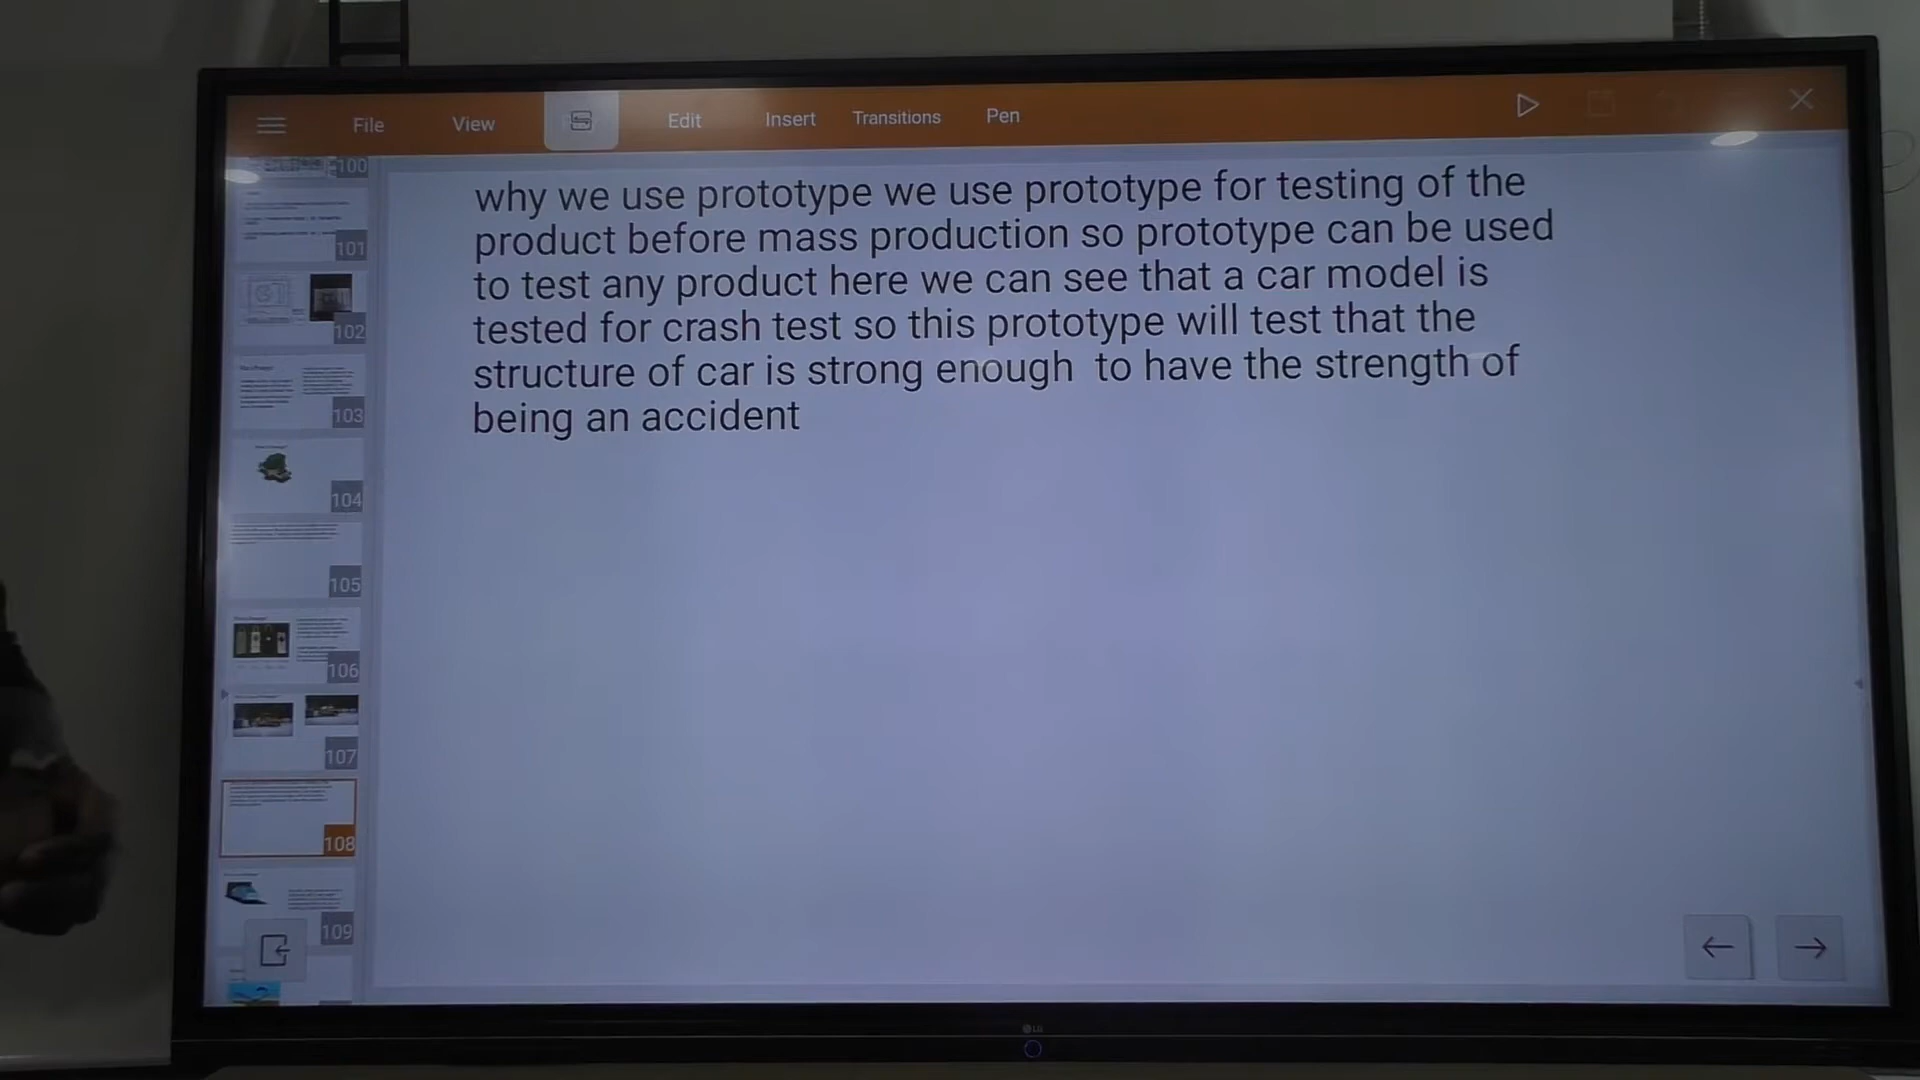 File
View
Edit
Insert
Transitions
Pen
100
101
102
103
104
105
106
107
108
109
why we use prototype we use prototype for testing of the
product before mass production so prototype can be used
to test any product here we can see that a car model is
tested for crash test so this prototype will test that the
structure of car is strong enough to have the strength of
being an accident
LG